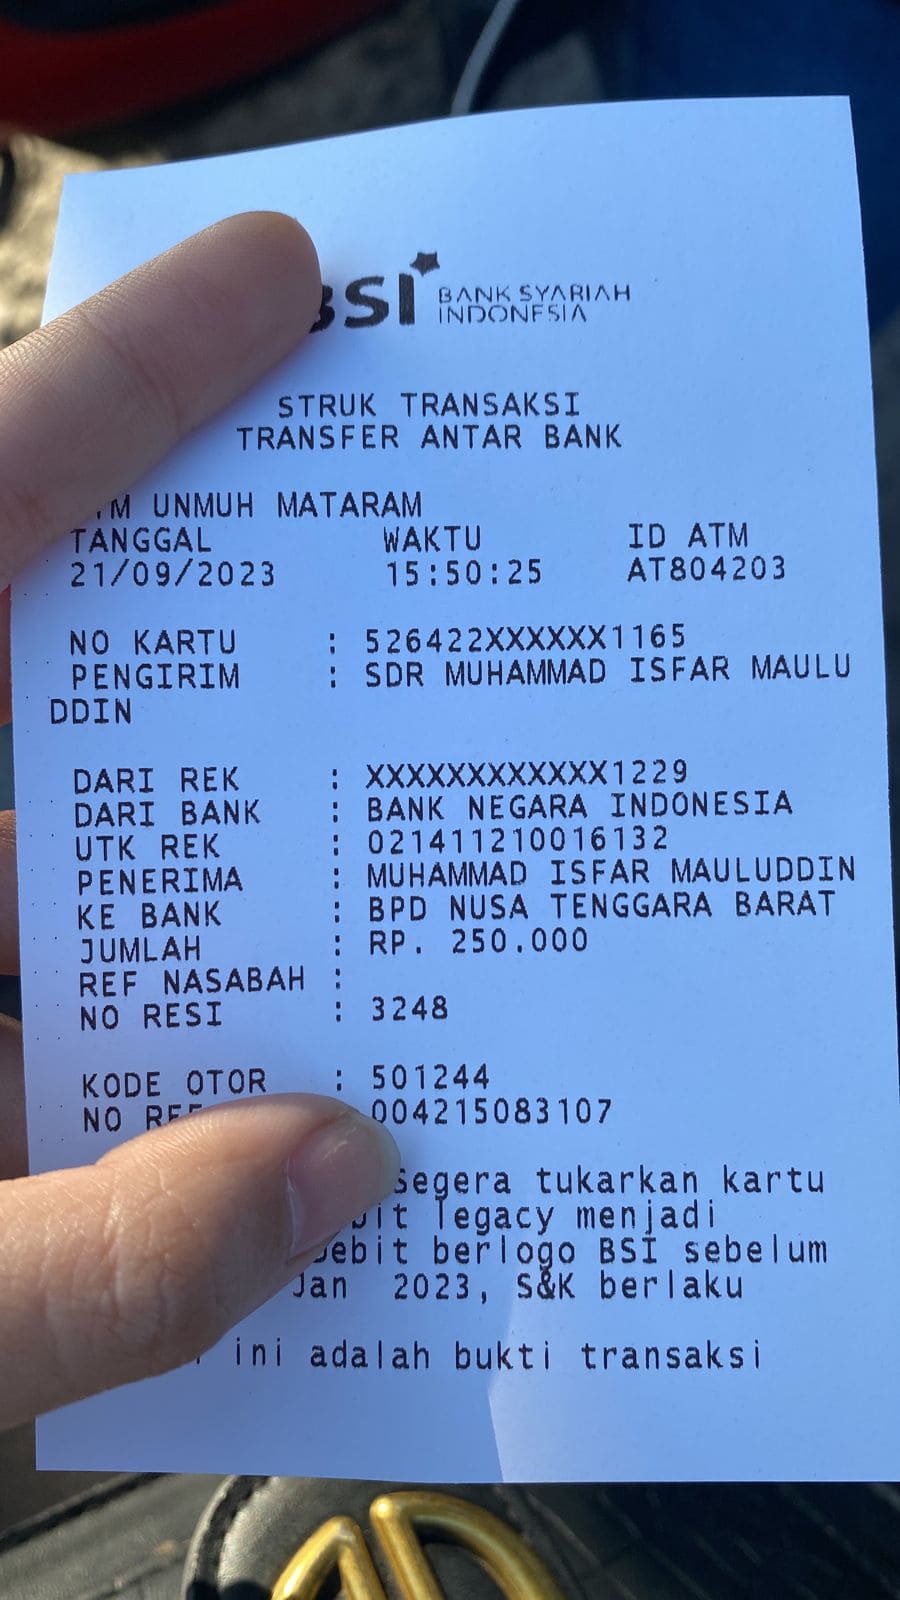 BSI BANK SYARIAH
INDONESIA
STRUK TRANSAKSI
TRANSFER ANTAR BANK
UNMUH MATARAM
TANGGAL WAKTU ID ATM
21/09/2023 15:50:25 AT804203
NO KARTU : 526422XXXXXX1165
PENGIRIM : SDR MUHAMMAD ISFAR MAULU
DDIN
DARI REK : XXXXXXXXXXXX1229
DARI BANK : BANK NEGARA INDONESIA
UTK REK : 021411210016132
PENERIMA : MUHAMMAD ISFAR MAULUDDIN
KE BANK : BPD NUSA TENGGARA BARAT
JUMLAH : RP. 250.000
REF NASABAH :
NO RESI : 3248
KODE OTOR : 501244
NO REF 004215083107
segera tukarkan kartu
legacy menjadi
Debit berlogo BSI sebelum
Jan 2023, S&K berlaku
ini adalah bukti transaksi